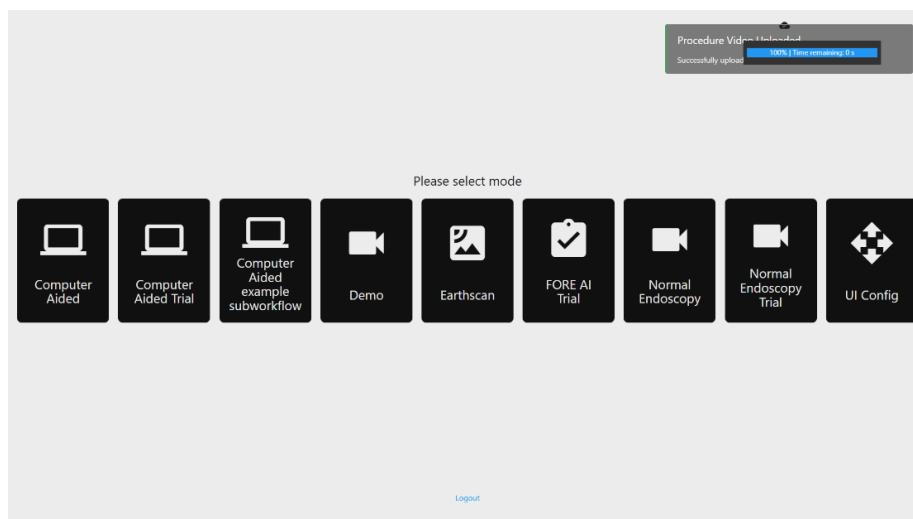 Procedure Video Uploaded
100% | Time remaining: 0 s
Successfully upload
Please select mode
Computer
Aided
Computer
Aided Trial
Computer
Aided
example
subworkflow
Demo
Earthscan
FORE AI
Trial
Normal
Endoscopy
Normal
Endoscopy
Trial
UI Config
Logout